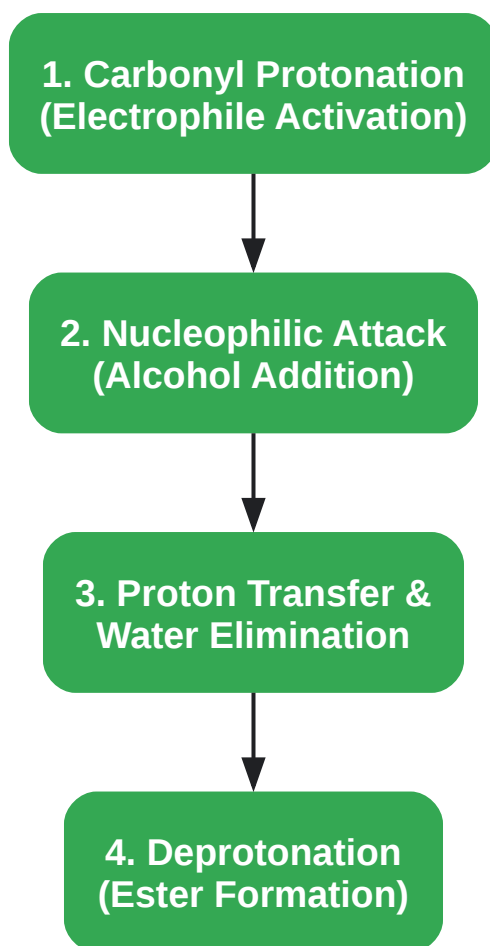 1. Carbonyl Protonation
(Electrophile Activation)
2. Nucleophilic Attack
(Alcohol Addition)
3. Proton Transfer &
Water Elimination
4. Deprotonation
(Ester Formation)